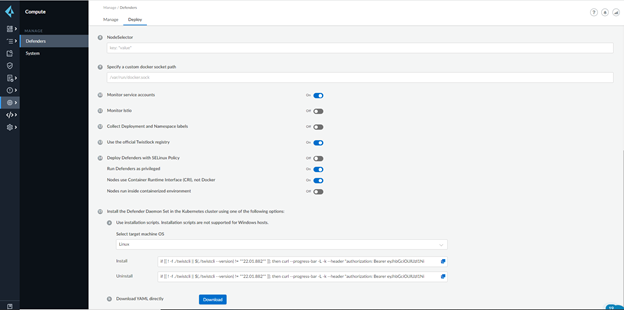 Compute
MANAGE
Defenders
System
Manage > Defenders
Manage Deploy
NodeSelector
key: "value"
Specify a custom docker socket path
/var/run/docker.sock
Monitor service accounts On
Monitor Istio Off
Collect Deployment and Namespace labels Off
Use the official Twistlock registry On
Deploy Defenders with SELinux Policy Off
Run Defenders as privileged On
Nodes use Container Runtime Interface (CRI), not Docker On
Nodes run inside containerized environment Off
Install the Defender Daemon Set in the Kubernetes cluster using one of the following options:
Use installation scripts. Installation scripts are not supported for Windows hosts.
Select target machine OS
Linux
Install if [[ ! -f ./twistcli || $(./twistcli --version) != *"22.01.882"* ]]; then curl --progress-bar -L -k --header "authorization: Bearer
Uninstall if [[ ! -f ./twistcli || $(./twistcli --version) != *"22.01.882"* ]]; then curl --progress-bar -L -k --header "authorization: Bearer
Download YAML directly Download